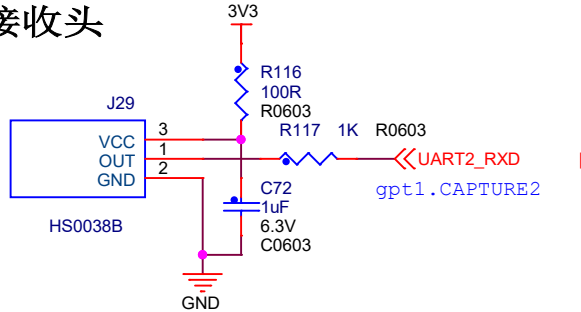 接收头
3V3
R116
100R
R0603
J29
R117 1K R0603
VCC 3
OUT 1
GND 2
UART2_RXD
gpt1.CAPTURE2
C72
1uF
6.3V
C0603
HS0038B
GND